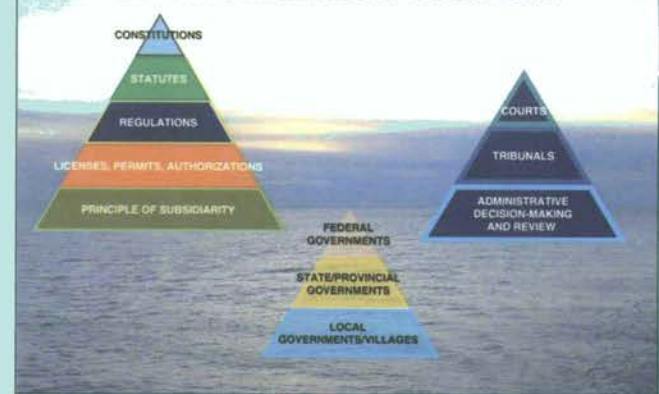 CONSTITUTIONS
STATUTES
REGULATIONS
LICENSES, PERMITS, AUTHORIZATIONS
PRINCIPLE OF SUBSIDIARITY
FEDERAL
GOVERNMENTS
STATE/PROVINCIAL
GOVERNMENTS
LOCAL
GOVERNMENTS/VILLAGES
COURTS
TRIBUNALS
ADMINISTRATIVE
DECISION-MAKING
AND REVIEW